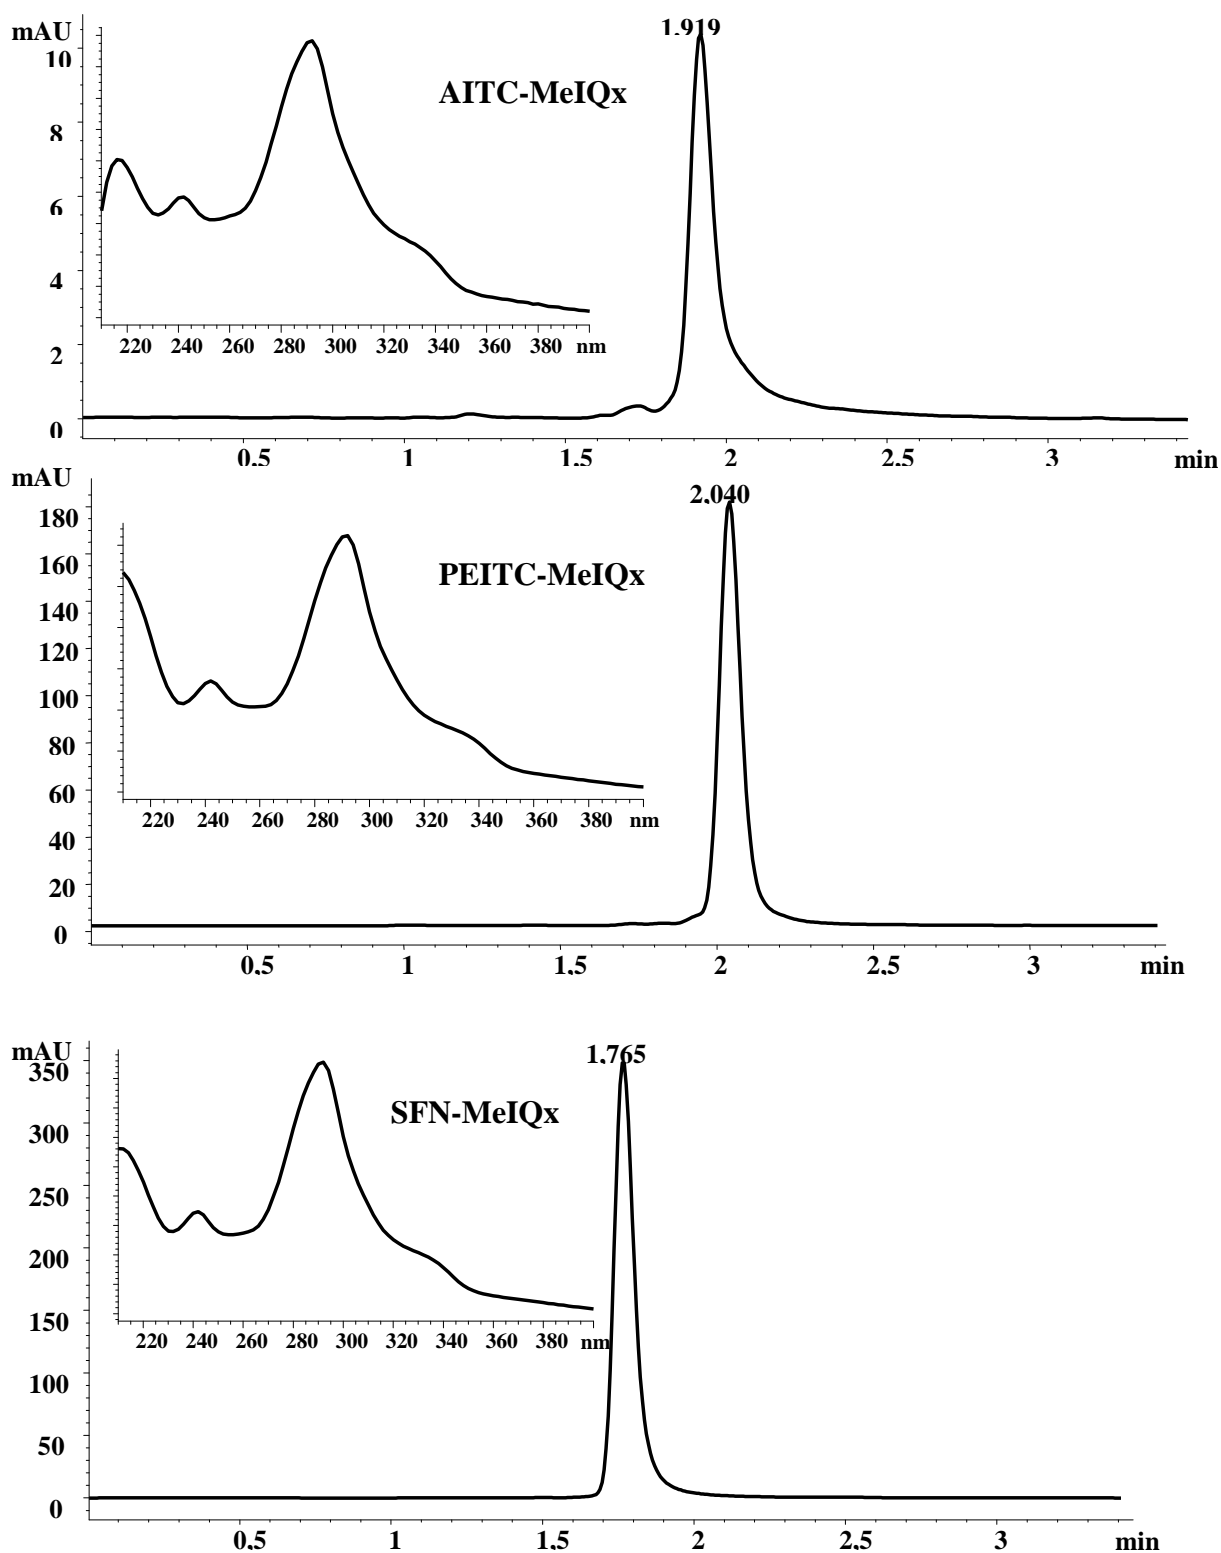 mAU
1,919
10
AITC-MeIQx
8
6
4
2
0
220 240 260 280 300 320 340 360 380 nm
0,5 1 1,5 2 2,5 3 min
mAU
2,040
180
160
PEITC-MeIQx
140
120
100
80
60
40
20
0
220 240 260 280 300 320 340 360 380 nm
0,5 1 1,5 2 2,5 3 min
mAU
1,765
350
SFN-MeIQx
300
250
200
150
100
50
0
220 240 260 280 300 320 340 360 380 nm
0,5 1 1,5 2 2,5 3 min